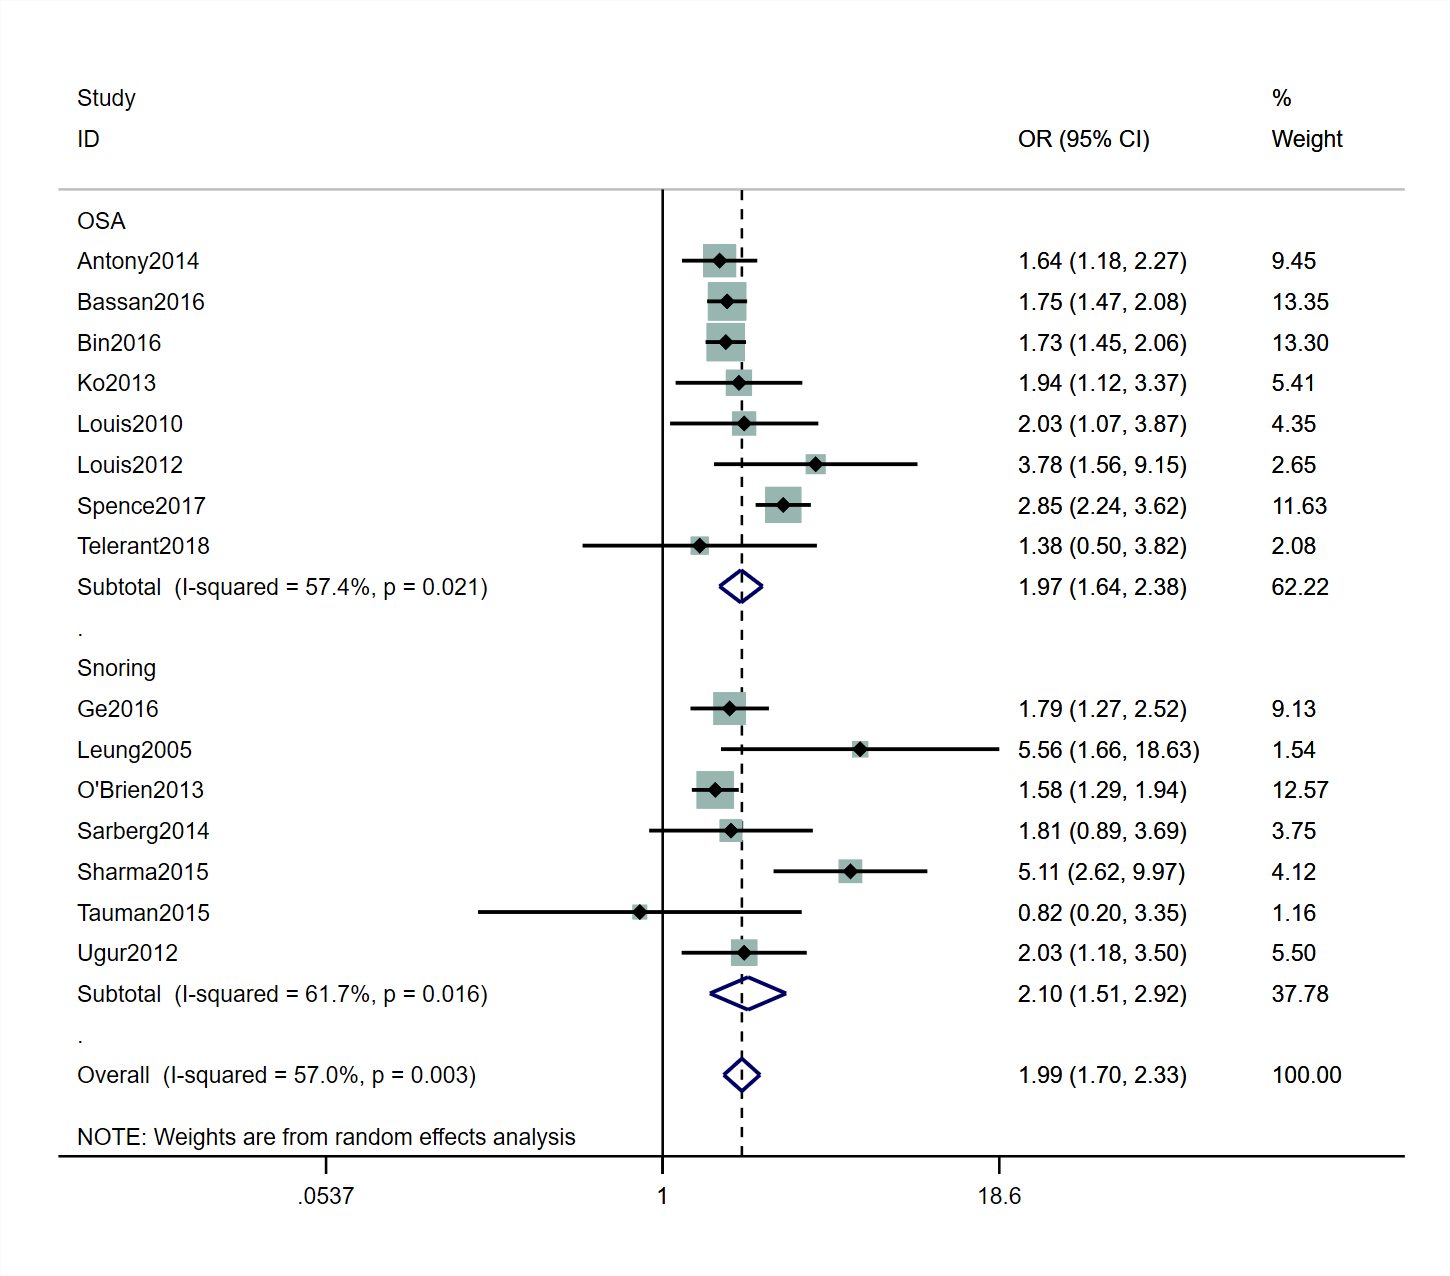 Study %
ID OR (95% CI) Weight
OSA
Antony2014 1.64 (1.18, 2.27) 9.45
Bassan2016 1.75 (1.47, 2.08) 13.35
Bin2016 1.73 (1.45, 2.06) 13.30
Ko2013 1.94 (1.12, 3.37) 5.41
Louis2010 2.03 (1.07, 3.87) 4.35
Louis2012 3.78 (1.56, 9.15) 2.65
Spence2017 2.85 (2.24, 3.62) 11.63
Telerant2018 1.38 (0.50, 3.82) 2.08
Subtotal (I-squared = 57.4%, p = 0.021) 1.97 (1.64, 2.38) 62.22
.
Snoring
Ge2016 1.79 (1.27, 2.52) 9.13
Leung2005 5.56 (1.66, 18.63) 1.54
O'Brien2013 1.58 (1.29, 1.94) 12.57
Sarberg2014 1.81 (0.89, 3.69) 3.75
Sharma2015 5.11 (2.62, 9.97) 4.12
Tauman2015 0.82 (0.20, 3.35) 1.16
Ugur2012 2.03 (1.18, 3.50) 5.50
Subtotal (I-squared = 61.7%, p = 0.016) 2.10 (1.51, 2.92) 37.78
.
Overall (I-squared = 57.0%, p = 0.003) 1.99 (1.70, 2.33) 100.00
NOTE: Weights are from random effects analysis
.0537 1 18.6